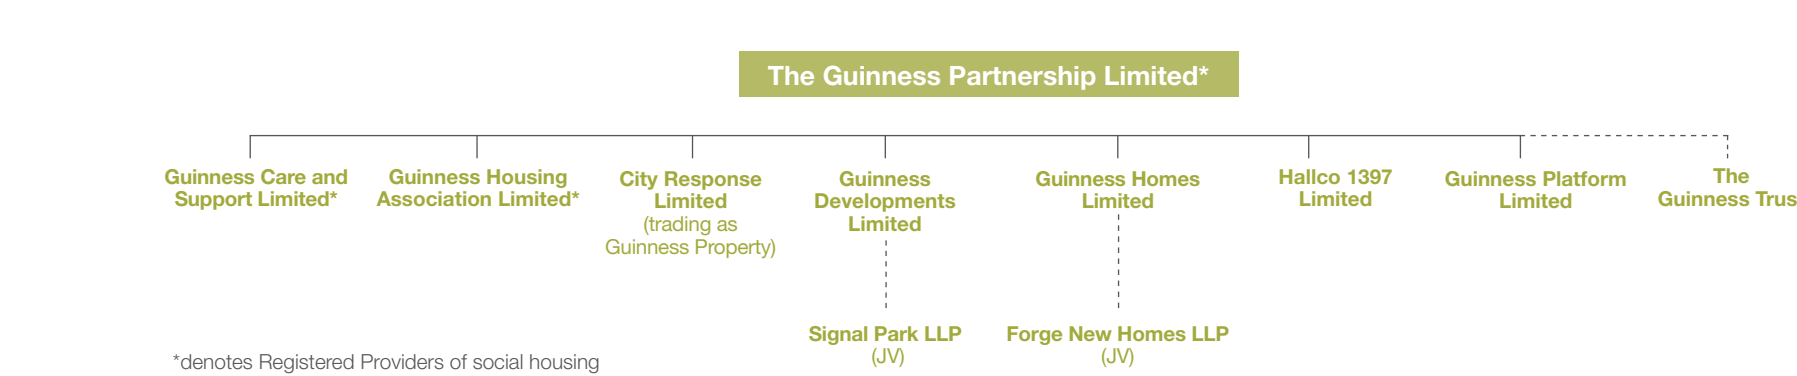 The Guinness Partnership Limited*
Guinness Care and
Support Limited*
Guinness Housing
Association Limited*
City Response
Limited
(trading as
Guinness Property)
Guinness
Developments
Limited
Guinness Homes
Limited
Hallco 1397
Limited
Guinness Platform
Limited
The
Guinness Trus
Signal Park LLP
(JV)
Forge New Homes LLP
(JV)
*denotes Registered Providers of social housing